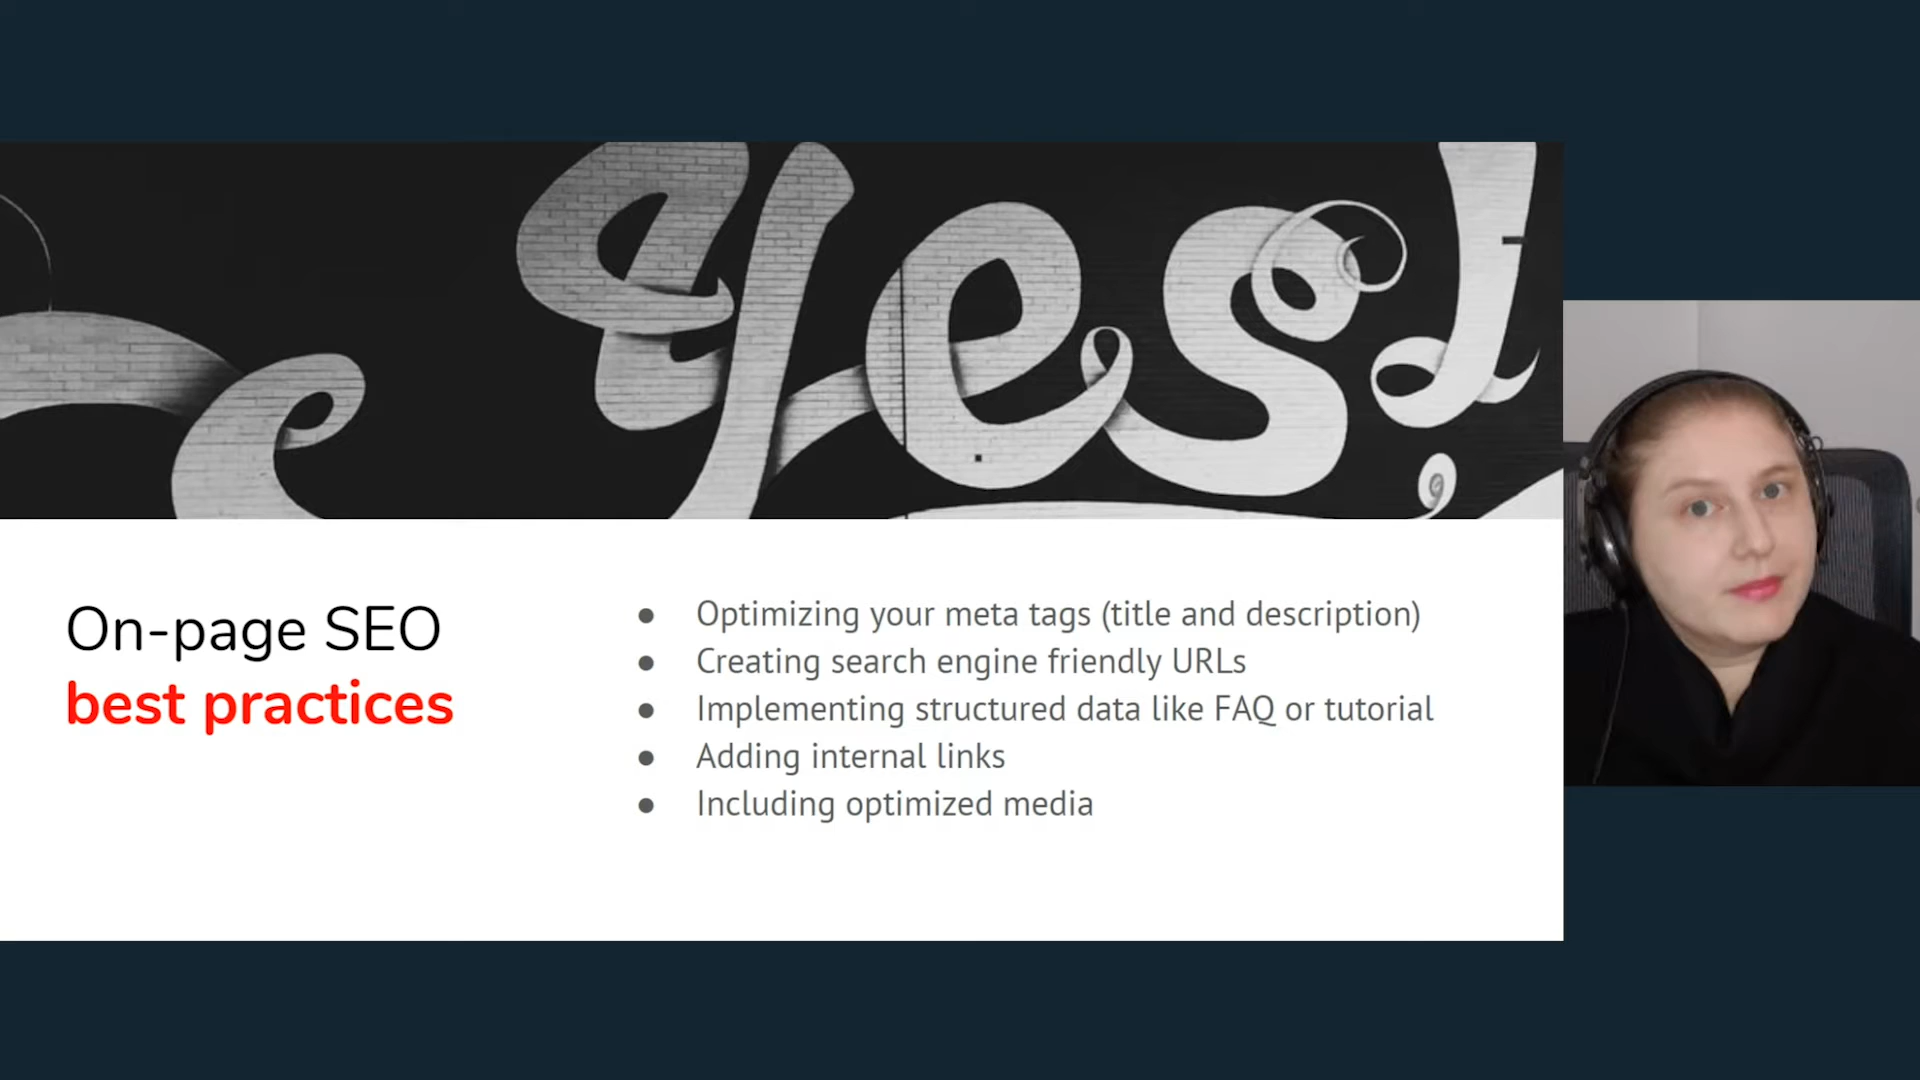 yes!
On-page SEO
best practices
● Optimizing your meta tags (title and description)
● Creating search engine friendly URLs
● Implementing structured data like FAQ or tutorial
● Adding internal links
● Including optimized media